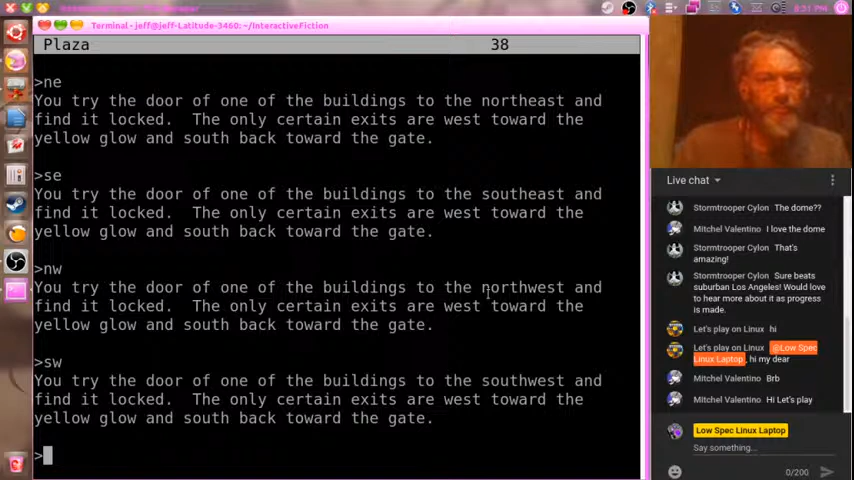 Terminal - jeff@jeff-Latitude-3460: ~/InteractiveFiction
8:31 PM
Plaza 38
>ne
You try the door of one of the buildings to the northeast and
find it locked.  The only certain exits are west toward the
yellow glow and south back toward the gate.
>se
You try the door of one of the buildings to the southeast and
find it locked.  The only certain exits are west toward the
yellow glow and south back toward the gate.
>nw
You try the door of one of the buildings to the northwest and
find it locked.  The only certain exits are west toward the
yellow glow and south back toward the gate.
>sw
You try the door of one of the buildings to the southwest and
find it locked.  The only certain exits are west toward the
yellow glow and south back toward the gate.
>
Live chat
Stormtrooper Cylon The dome??
Mitchel Valentino I love the dome
Stormtrooper Cylon That's
amazing!
Stormtrooper Cylon Sure beats
suburban Los Angeles! Would love
to hear more about it as progress
is made.
Let's play on Linux hi
Let's play on Linux @Low Spec
Linux Laptop, hi my dear
Mitchel Valentino Brb
Mitchel Valentino Hi Let's play
Low Spec Linux Laptop
Say something...
0/200